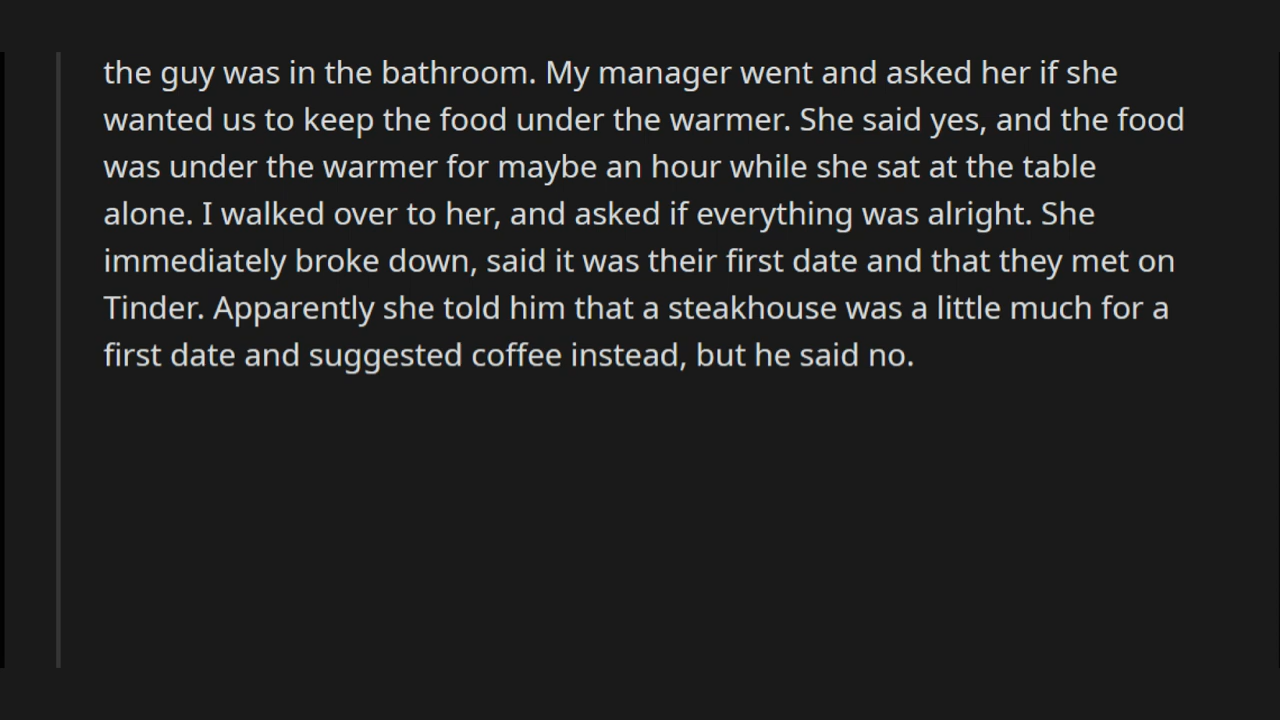 the guy was in the bathroom. My manager went and asked her if she
wanted us to keep the food under the warmer. She said yes, and the food
was under the warmer for maybe an hour while she sat at the table
alone. I walked over to her, and asked if everything was alright. She
immediately broke down, said it was their first date and that they met on
Tinder. Apparently she told him that a steakhouse was a little much for a
first date and suggested coffee instead, but he said no.